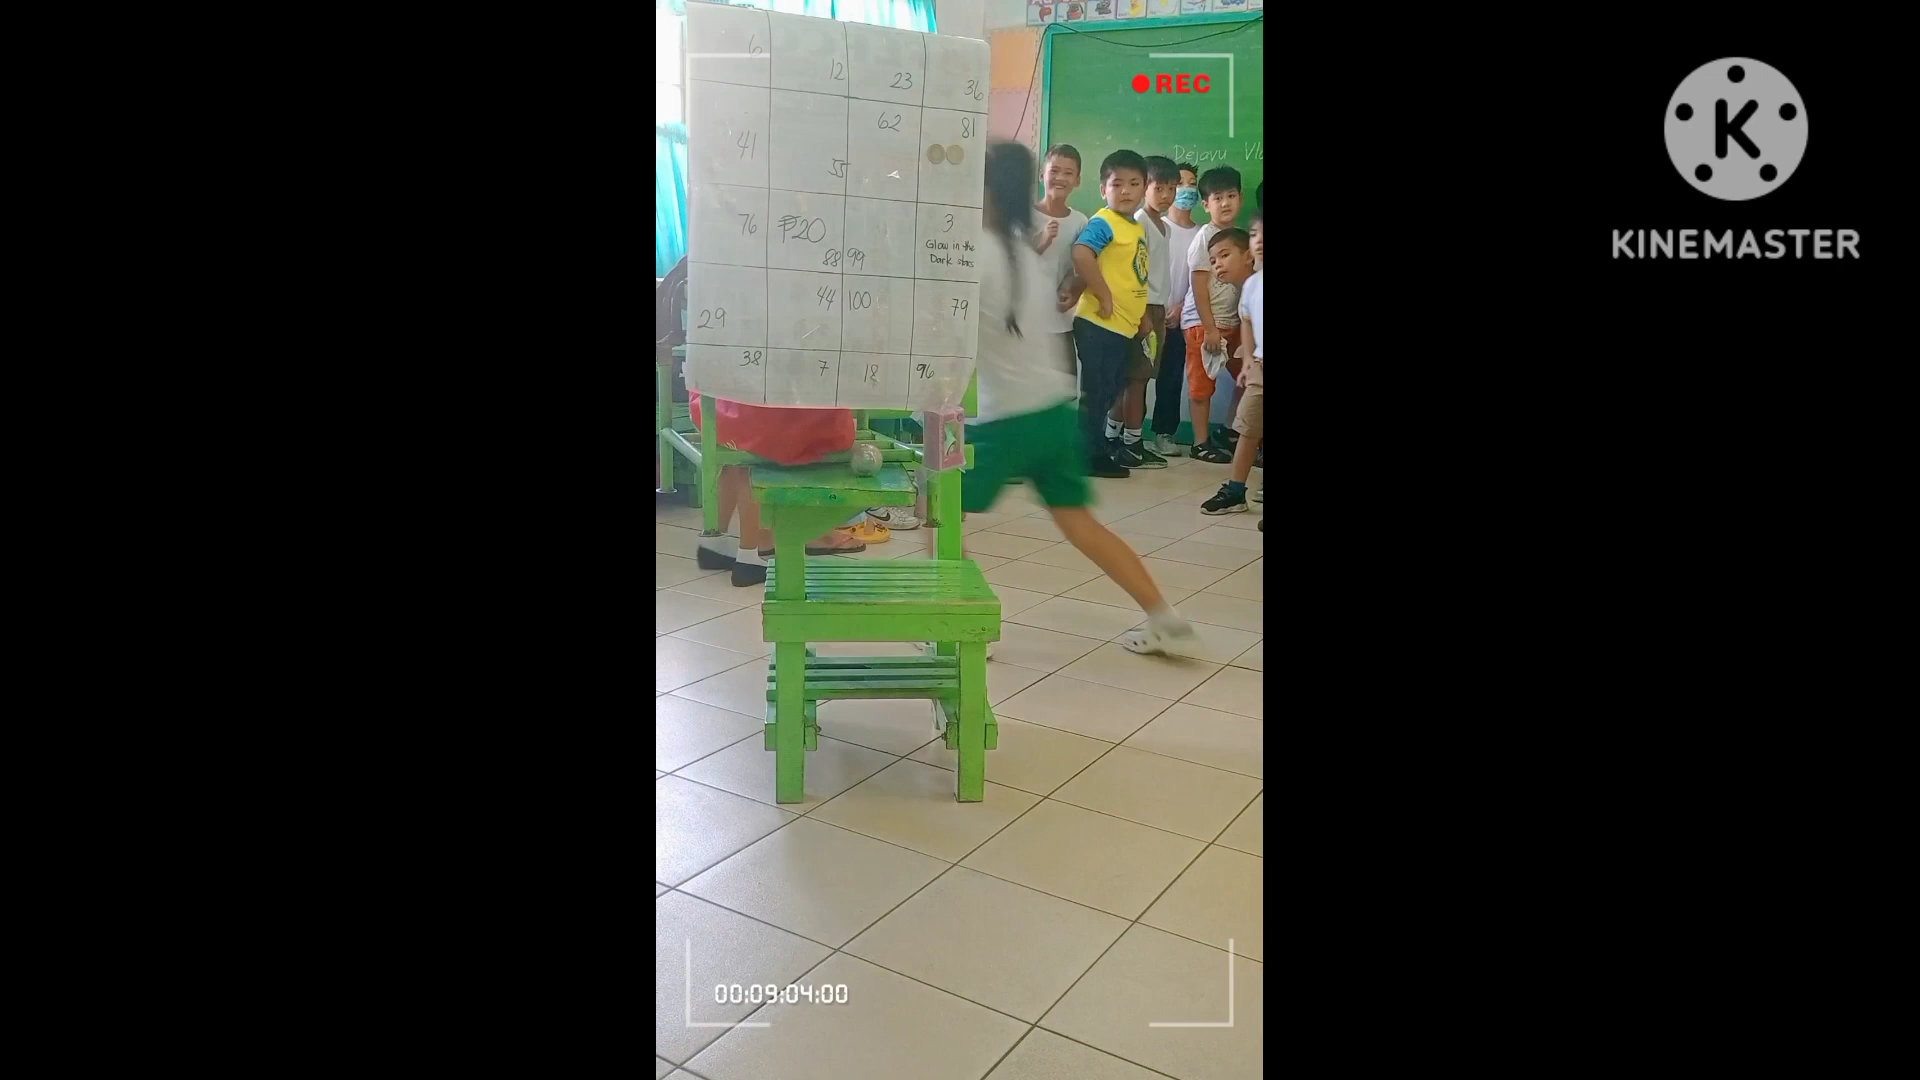 6 12 23 36
41 55 62 81
76 ₱20 88 99 3
Glow in the
Dark stars
29 44 100 79
38 7 18 96
Dejavu
REC
00:09:04:00
KINEMASTER